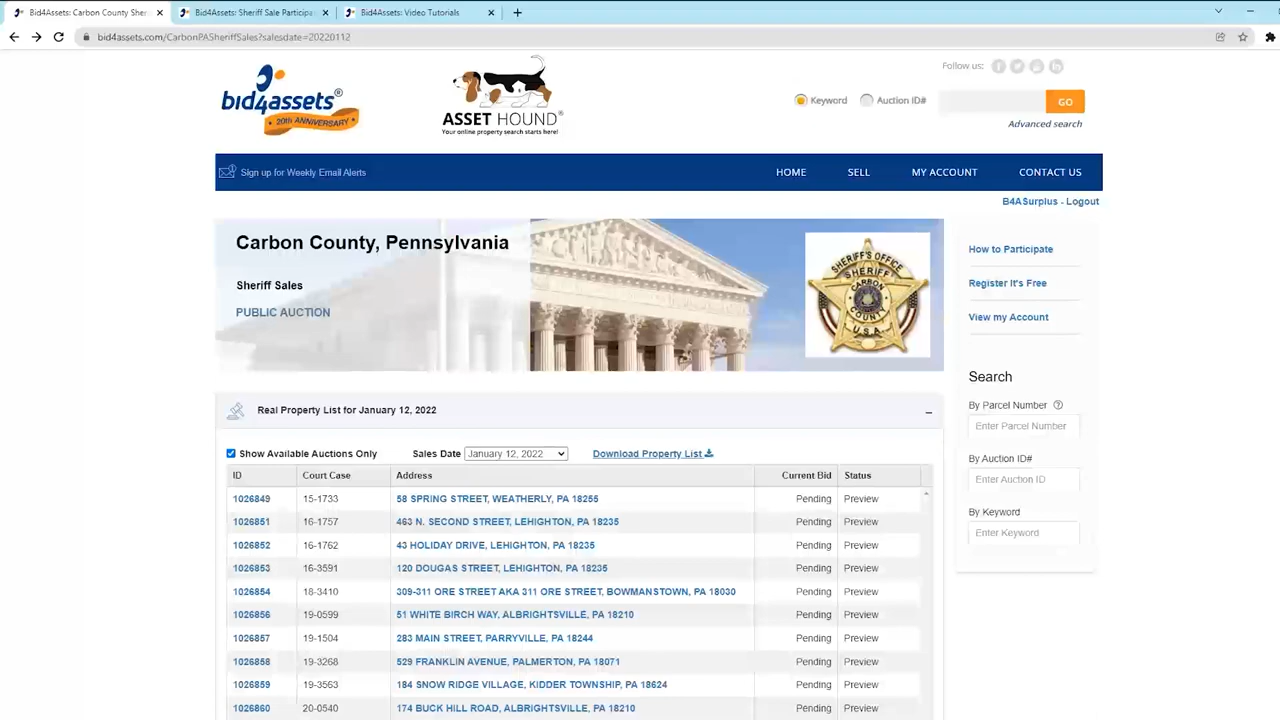 Bid4Assets: Carbon County Sher
Bid4Assets: Sheriff Sale Participa
Bid4Assets: Video Tutorials
bid4assets.com/CarbonPASheriffSales?salesdate=20220112
bid4assets®
20th ANNIVERSARY
ASSET HOUND®
Your online property search starts here!
Follow us:
Keyword Auction ID# GO
Advanced search
Sign up for Weekly Email Alerts HOME SELL MY ACCOUNT CONTACT US
B4ASurplus - Logout
Carbon County, Pennsylvania
Sheriff Sales
PUBLIC AUCTION
SHERIFF'S OFFICE
SHERIFF
CARBON
COUNTY
U.S.A.
How to Participate
Register It's Free
View my Account
Search
By Parcel Number
Enter Parcel Number
By Auction ID#
Enter Auction ID
By Keyword
Enter Keyword
Real Property List for January 12, 2022
Show Available Auctions Only Sales Date January 12, 2022 Download Property List
ID Court Case Address Current Bid Status
1026849 15-1733 58 SPRING STREET, WEATHERLY, PA 18255 Pending Preview
1026851 16-1757 463 N. SECOND STREET, LEHIGHTON, PA 18235 Pending Preview
1026852 16-1762 43 HOLIDAY DRIVE, LEHIGHTON, PA 18235 Pending Preview
1026853 16-3591 120 DOUGAS STREET, LEHIGHTON, PA 18235 Pending Preview
1026854 18-3410 309-311 ORE STREET AKA 311 ORE STREET, BOWMANSTOWN, PA 18030 Pending Preview
1026856 19-0599 51 WHITE BIRCH WAY, ALBRIGHTSVILLE, PA 18210 Pending Preview
1026857 19-1504 283 MAIN STREET, PARRYVILLE, PA 18244 Pending Preview
1026858 19-3268 529 FRANKLIN AVENUE, PALMERTON, PA 18071 Pending Preview
1026859 19-3563 184 SNOW RIDGE VILLAGE, KIDDER TOWNSHIP, PA 18624 Pending Preview
1026860 20-0540 174 BUCK HILL ROAD, ALBRIGHTSVILLE, PA 18210 Pending Preview